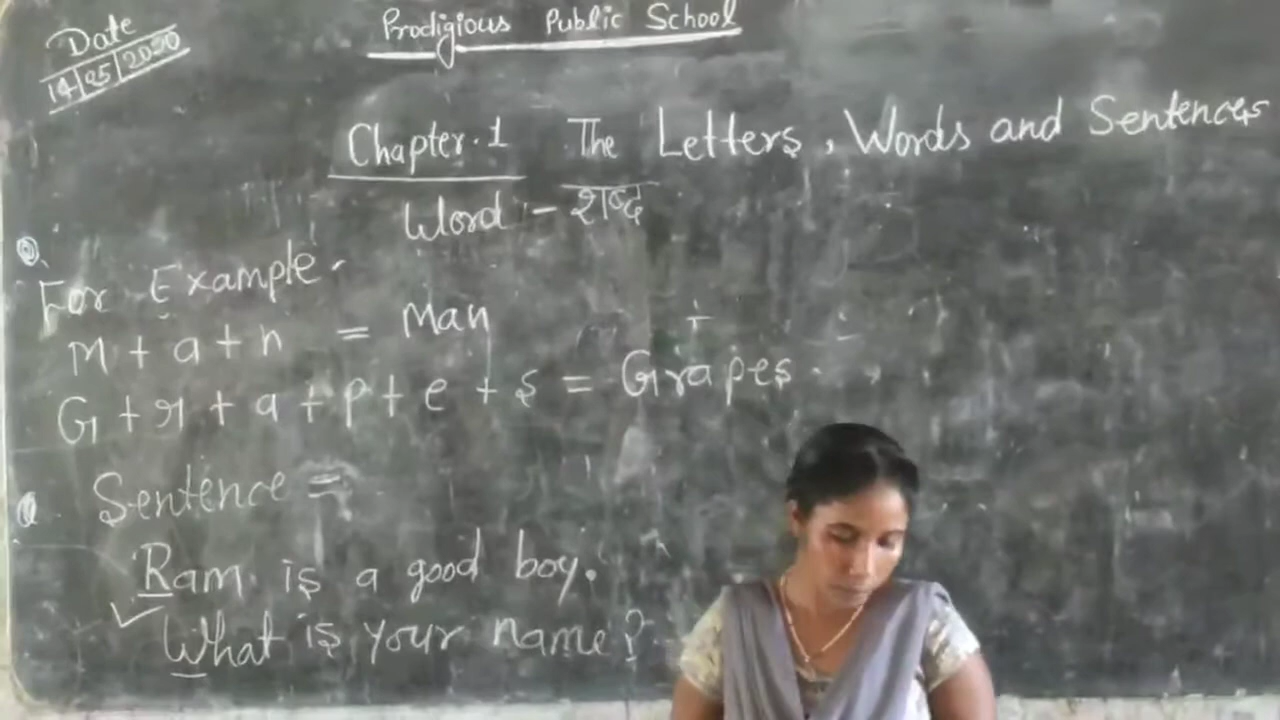 Prodigious Public School
Date
14/05/2020
Chapter.1 The Letters, Words and Sentences
Word - शब्द
For Example.
M + a + n = Man
G + r + a + p + e + s = Grapes.
Sentence =
Ram is a good boy.
What is your name?